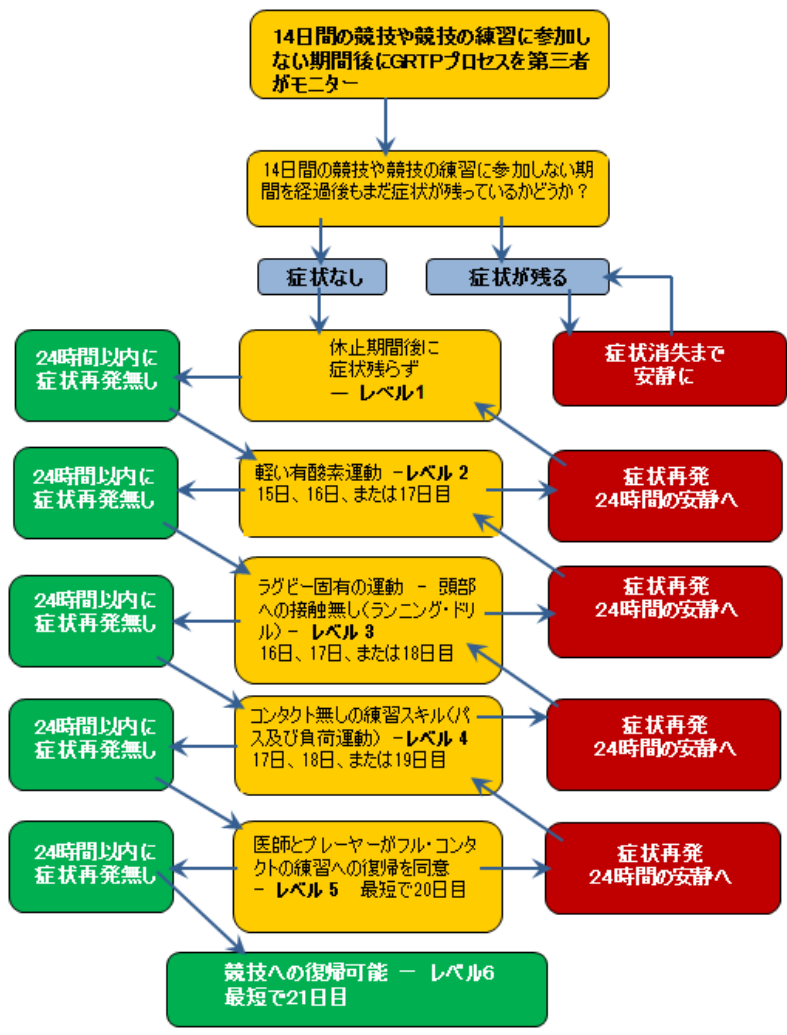 14日間の競技や競技の練習に参加し
ない期間後にGRTPプロセスを第三者
がモニター
14日間の競技や競技の練習に参加しない期
間を経過後もまだ症状が残っているかどうか？
症状なし
症状が残る
24時間以内に
症状再発無し
休止期間後に
症状残らず
― レベル1
症状消失まで
安静に
24時間以内に
症状再発無し
軽い有酸素運動 －レベル 2
15日、16日、または17日目
症状再発
24時間の安静へ
24時間以内に
症状再発無し
ラグビー固有の運動 － 頭部
への接触無し（ランニング・ドリ
ル）－ レベル 3
16日、17日、または18日目
症状再発
24時間の安静へ
24時間以内に
症状再発無し
コンタクト無しの練習スキル（パ
ス及び負荷運動） －レベル 4
17日、18日、または19日目
症状再発
24時間の安静へ
24時間以内に
症状再発無し
医師とプレーヤーがフル・コンタ
クトの練習への復帰を同意
－ レベル 5 最短で20日目
症状再発
24時間の安静へ
競技への復帰可能 ― レベル6
最短で21日目